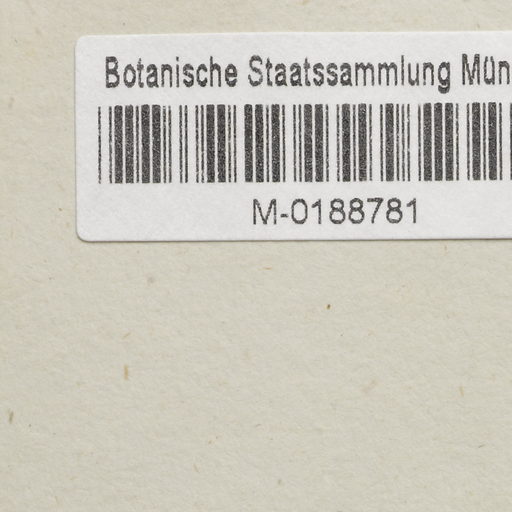 Botanische Staatssammlung Mün
M-0188781